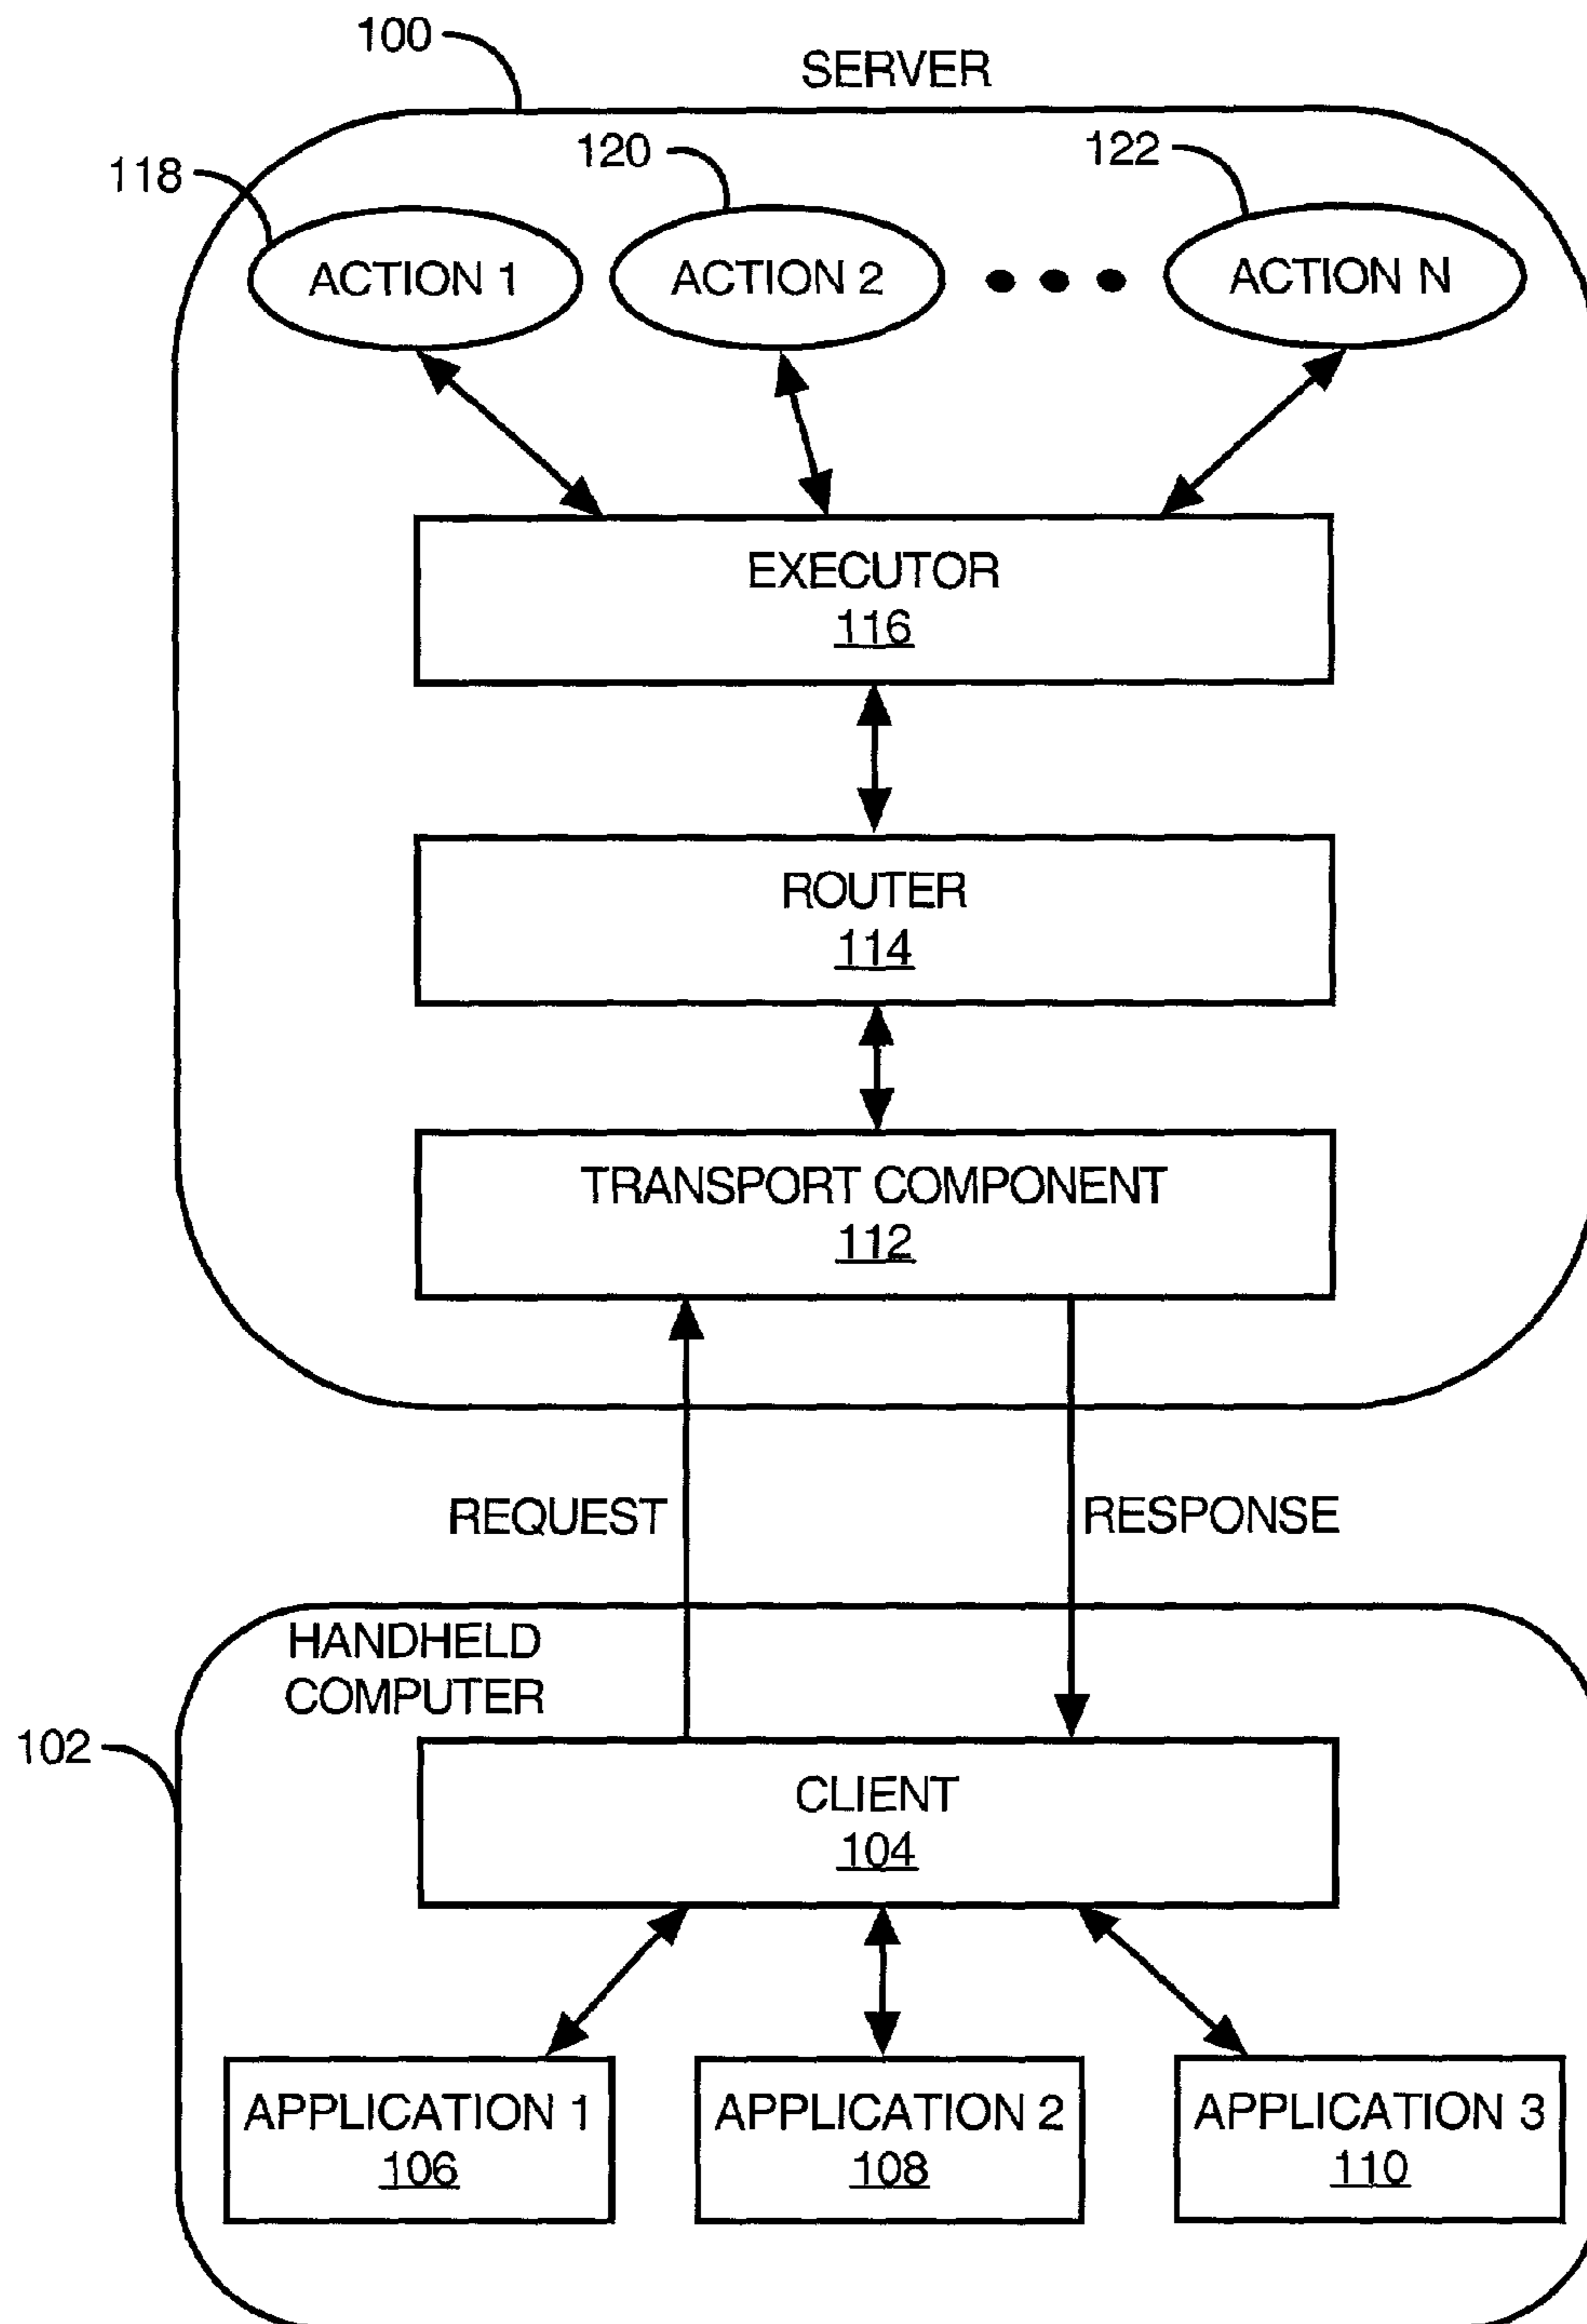 100
SERVER
118
120
122
ACTION 1
ACTION 2
ACTION N
EXECUTOR
116
ROUTER
114
TRANSPORT COMPONENT
112
REQUEST
RESPONSE
HANDHELD
COMPUTER
102
CLIENT
104
APPLICATION 1
106
APPLICATION 2
108
APPLICATION 3
110